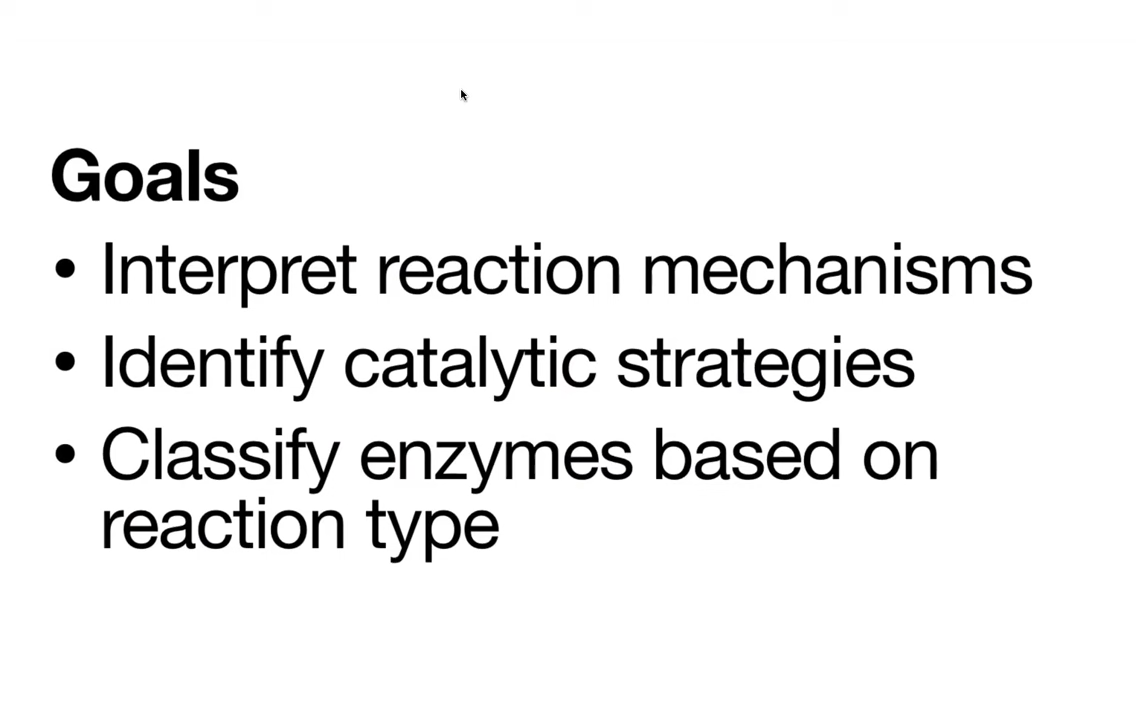 Goals
• Interpret reaction mechanisms
• Identify catalytic strategies
• Classify enzymes based on
reaction type